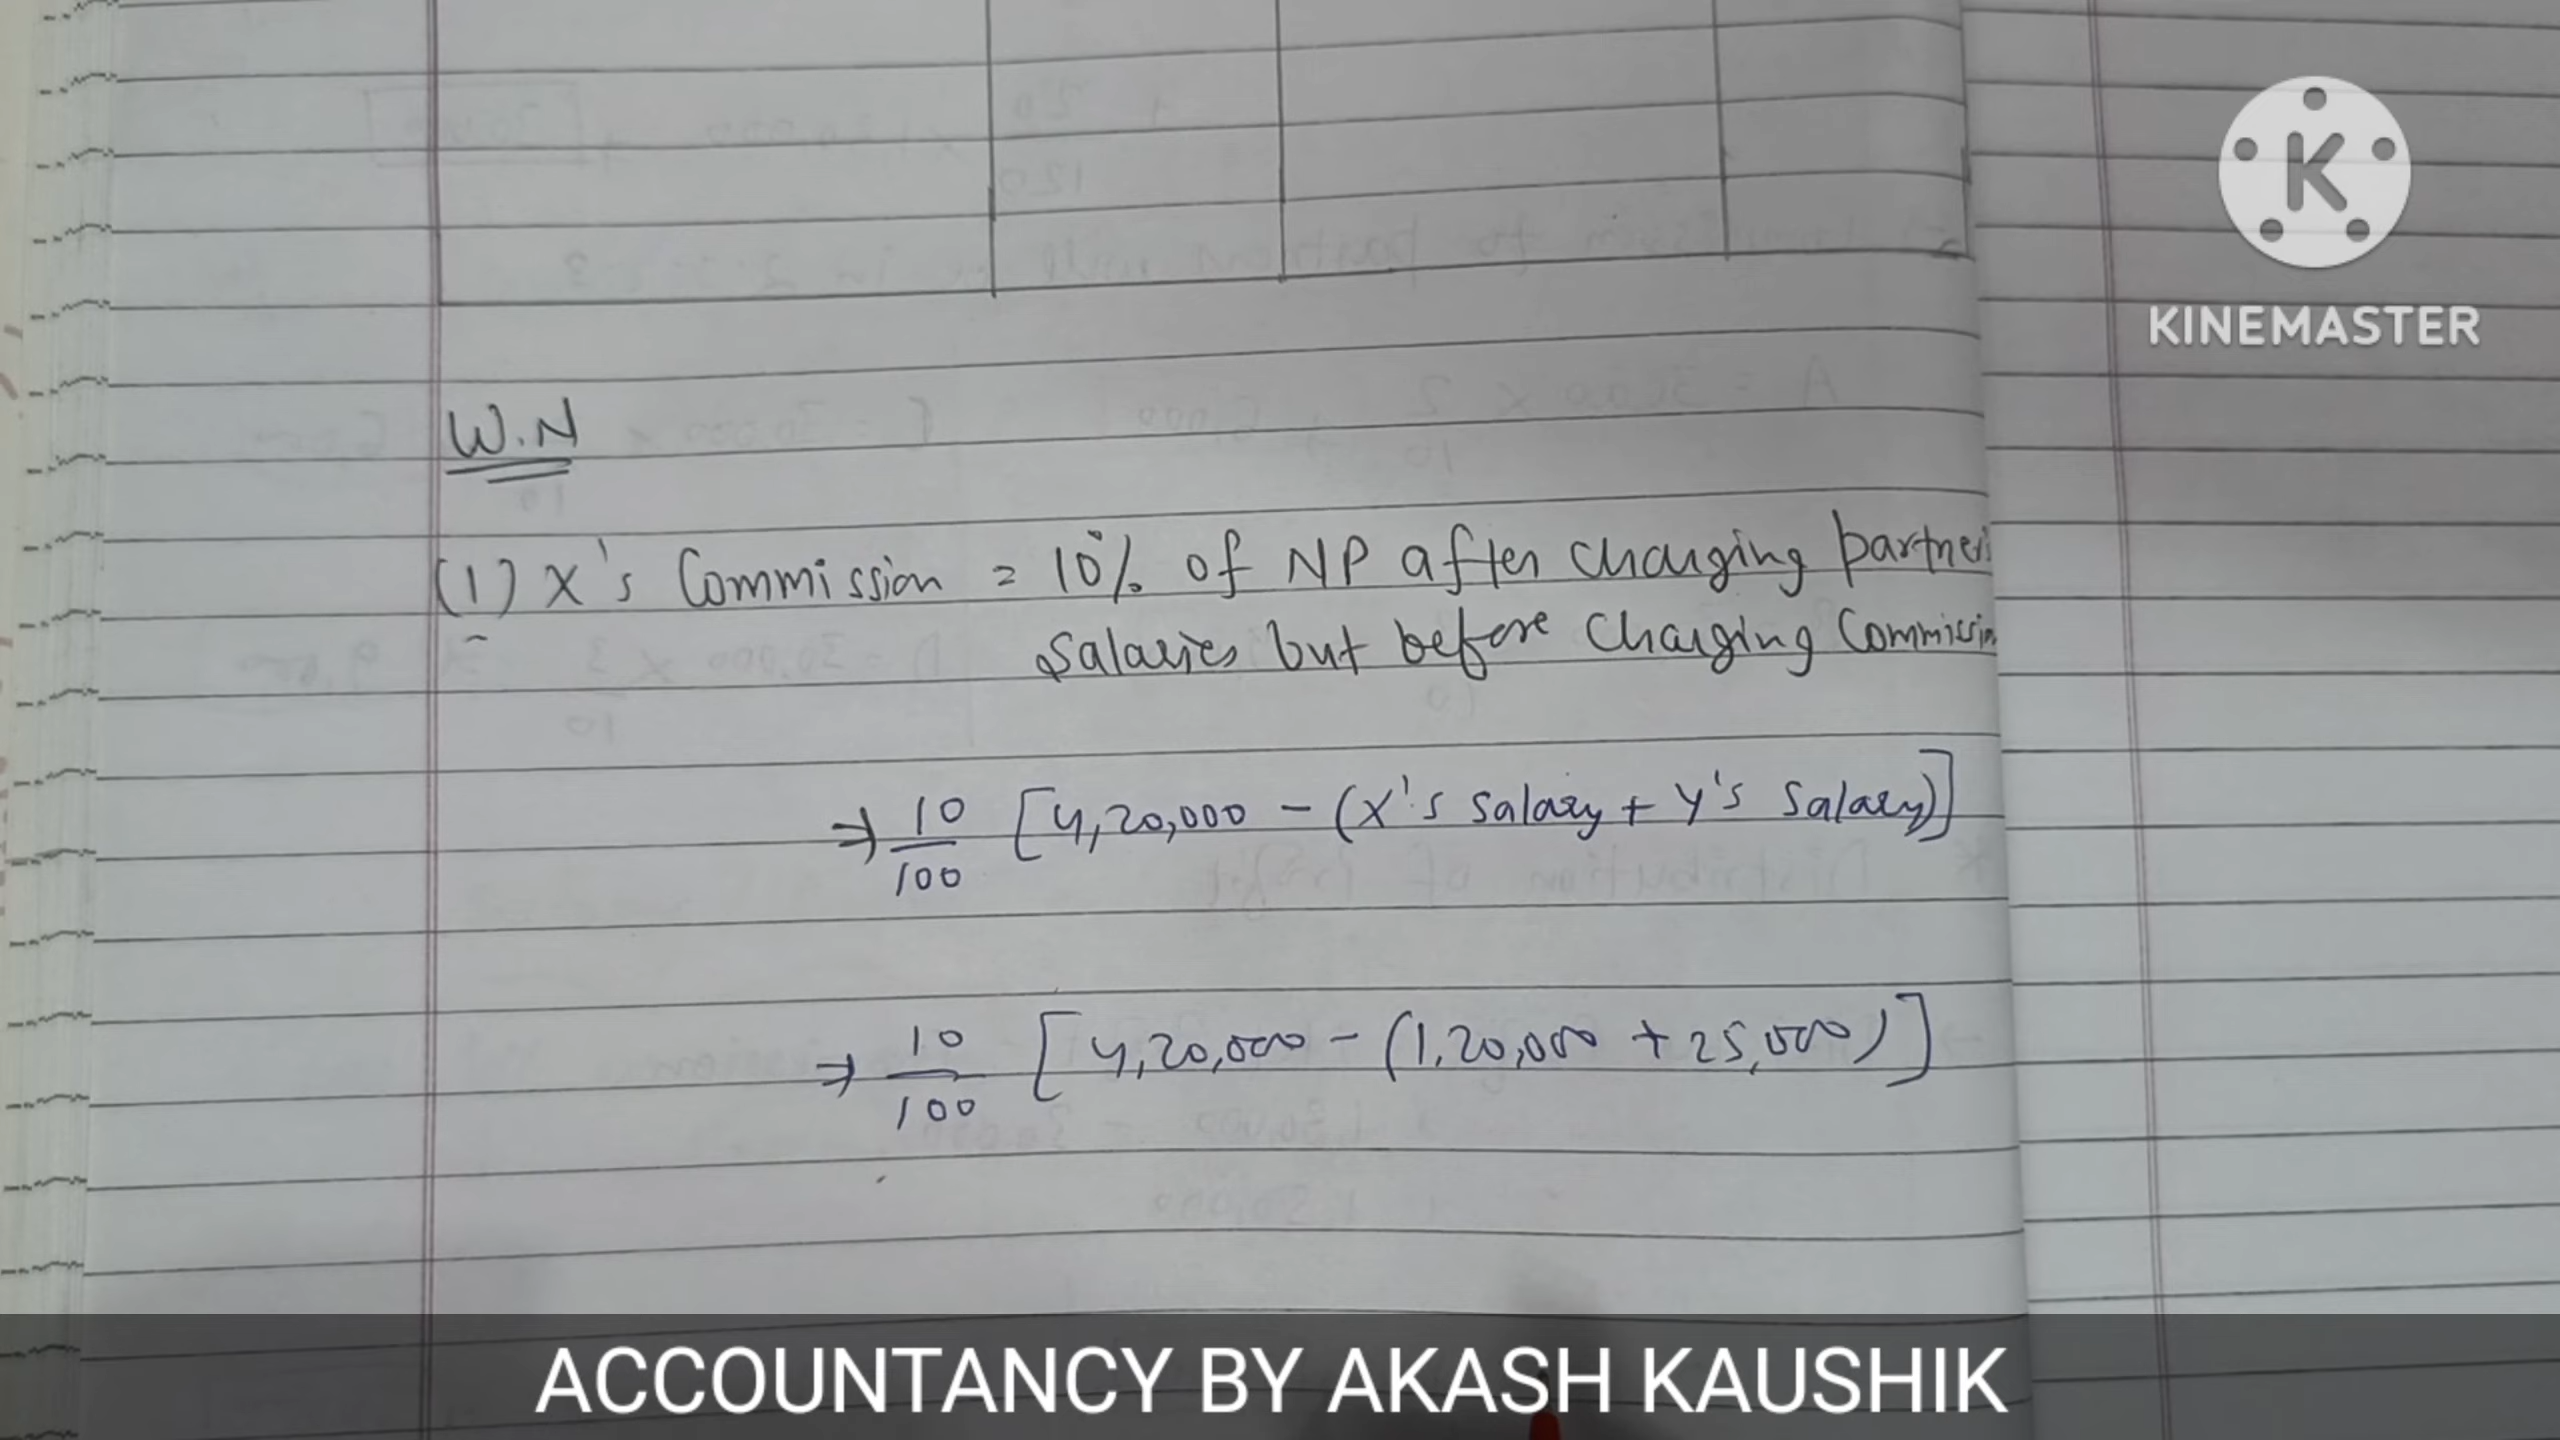 KINEMASTER
W.N
(1) X's Commission = 10% of NP after charging partners
salaries but before charging Commission
⇒ 10/100 [4,20,000 - (X's salary + Y's salary)]
⇒ 10/100 [4,20,000 - (1,20,000 + 25,000)]
ACCOUNTANCY BY AKASH KAUSHIK